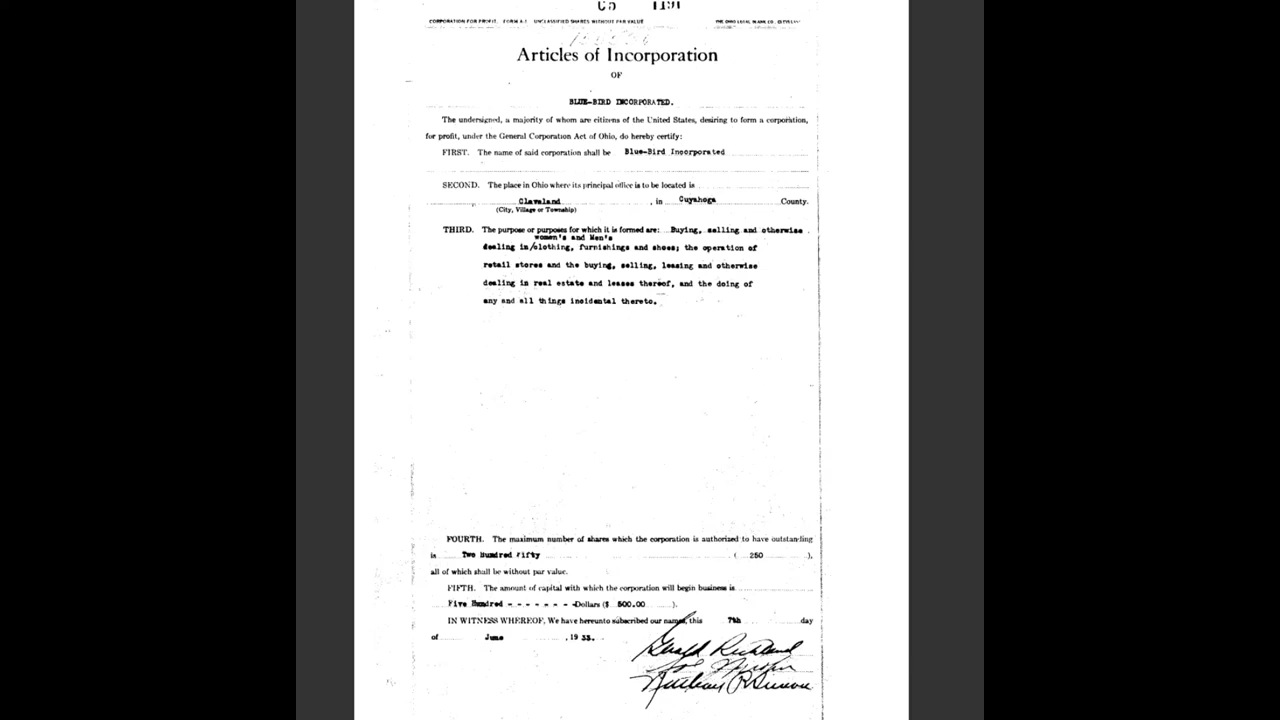 CORPORATION FOR PROFIT. FORM A-1 UNCLASSIFIED SHARES WITHOUT PAR VALUE THE OHIO LEGAL BLANK CO., CLEVELAND
Articles of Incorporation
OF
BLUE-BIRD INCORPORATED.
The undersigned, a majority of whom are citizens of the United States, desiring to form a corporation,
for profit, under the General Corporation Act of Ohio, do hereby certify:
FIRST. The name of said corporation shall be Blue-Bird Incorporated
SECOND. The place in Ohio where its principal office is to be located is
Cleveland, in Cuyahoga County.
(City, Village or Township)
THIRD. The purpose or purposes for which it is formed are: Buying, selling and otherwise
women's and Men's
dealing in/clothing, furnishings and shoes; the operation of
retail stores and the buying, selling, leasing and otherwise
dealing in real estate and leases thereof, and the doing of
any and all things incidental thereto.
FOURTH. The maximum number of shares which the corporation is authorized to have outstanding
is Two Hundred Fifty ( 250 ),
all of which shall be without par value.
FIFTH. The amount of capital with which the corporation will begin business is
Five Hundred - - - - - - - -Dollars ($ 500.00 ).
IN WITNESS WHEREOF, We have hereunto subscribed our names, this 7th day
of June , 19 35.